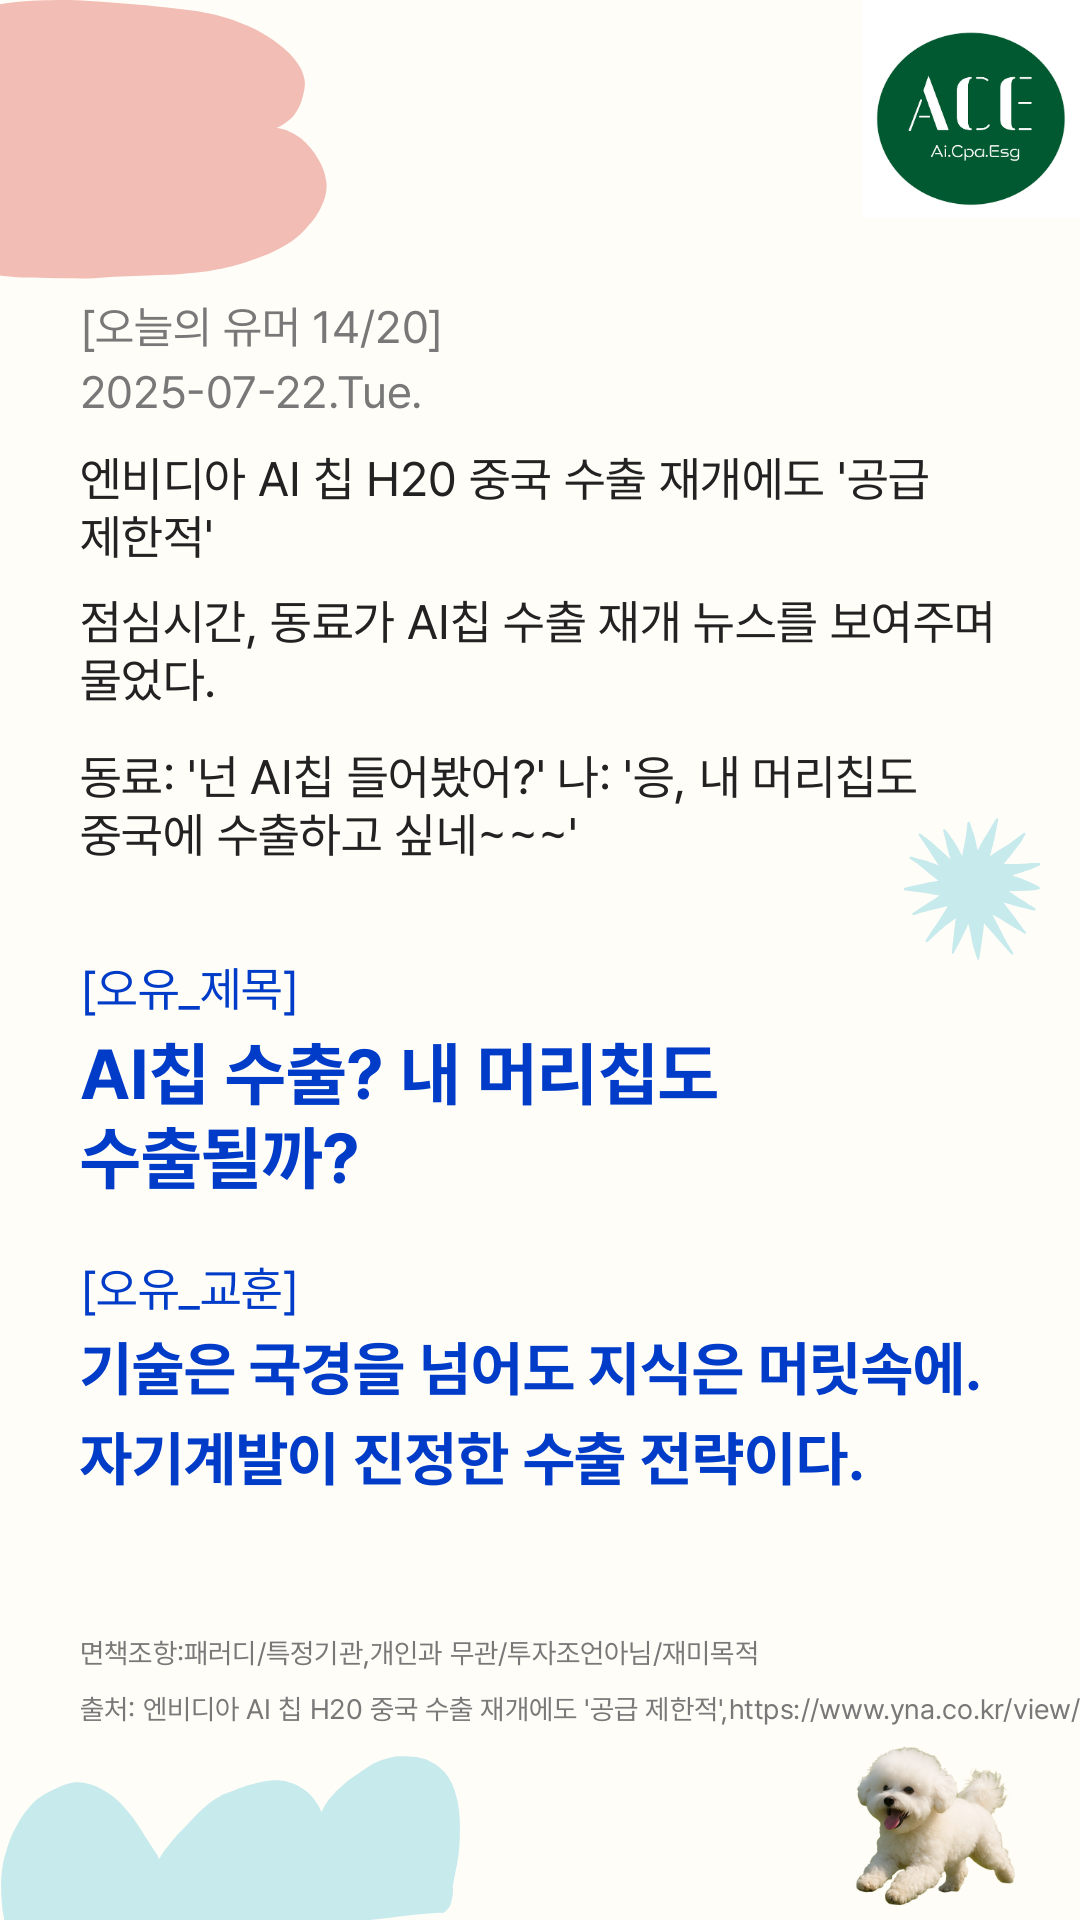 ACE
Ai.Cpa.Esg
[오늘의 유머 14/20]
2025-07-22.Tue.
엔비디아 AI 칩 H20 중국 수출 재개에도 '공급
제한적'
점심시간, 동료가 AI칩 수출 재개 뉴스를 보여주며
물었다.
동료: '넌 AI칩 들어봤어?' 나: '응, 내 머리칩도
중국에 수출하고 싶네~~~'
[오유_제목]
AI칩 수출? 내 머리칩도
수출될까?
[오유_교훈]
기술은 국경을 넘어도 지식은 머릿속에.
자기계발이 진정한 수출 전략이다.
면책조항:패러디/특정기관,개인과 무관/투자조언아님/재미목적
출처: 엔비디아 AI 칩 H20 중국 수출 재개에도 '공급 제한적',https://www.yna.co.kr/view/